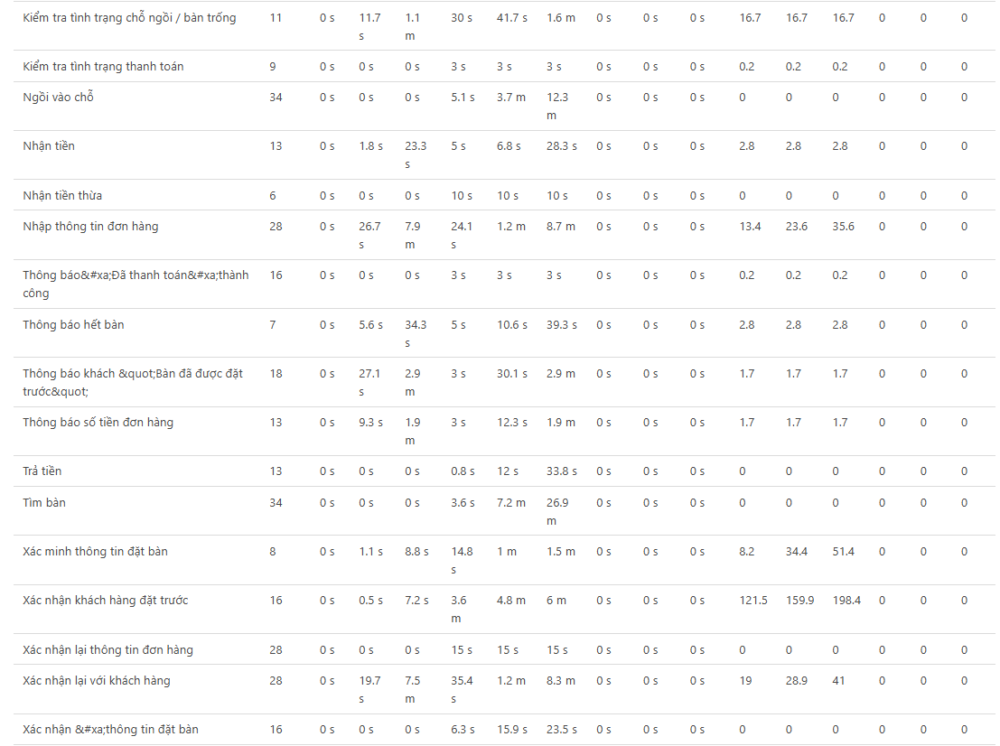 Kiểm tra tình trạng chỗ ngồi / bàn trống 11 0 s 11.7 s 1.1 m 30 s 41.7 s 1.6 m 0 s 0 s 0 s 16.7 16.7 16.7 0 0 0
Kiểm tra tình trạng thanh toán 9 0 s 0 s 0 s 3 s 3 s 3 s 0 s 0 s 0 s 0.2 0.2 0.2 0 0 0
Ngồi vào chỗ 34 0 s 0 s 0 s 5.1 s 3.7 m 12.3 m 0 s 0 s 0 s 0 0 0 0 0 0
Nhận tiền 13 0 s 1.8 s 23.3 s 5 s 6.8 s 28.3 s 0 s 0 s 0 s 2.8 2.8 2.8 0 0 0
Nhận tiền thừa 6 0 s 0 s 0 s 10 s 10 s 10 s 0 s 0 s 0 s 0 0 0 0 0 0
Nhập thông tin đơn hàng 28 0 s 26.7 s 7.9 m 24.1 s 1.2 m 8.7 m 0 s 0 s 0 s 13.4 23.6 35.6 0 0 0
Thông báo&#xa;Đã thanh toán&#xa;thành công 16 0 s 0 s 0 s 3 s 3 s 3 s 0 s 0 s 0 s 0.2 0.2 0.2 0 0 0
Thông báo hết bàn 7 0 s 5.6 s 34.3 s 5 s 10.6 s 39.3 s 0 s 0 s 0 s 2.8 2.8 2.8 0 0 0
Thông báo khách &quot;Bàn đã được đặt trước&quot; 18 0 s 27.1 s 2.9 m 3 s 30.1 s 2.9 m 0 s 0 s 0 s 1.7 1.7 1.7 0 0 0
Thông báo số tiền đơn hàng 13 0 s 9.3 s 1.9 m 3 s 12.3 s 1.9 m 0 s 0 s 0 s 1.7 1.7 1.7 0 0 0
Trả tiền 13 0 s 0 s 0 s 0.8 s 12 s 33.8 s 0 s 0 s 0 s 0 0 0 0 0 0
Tìm bàn 34 0 s 0 s 0 s 3.6 s 7.2 m 26.9 m 0 s 0 s 0 s 0 0 0 0 0 0
Xác minh thông tin đặt bàn 8 0 s 1.1 s 8.8 s 14.8 s 1 m 1.5 m 0 s 0 s 0 s 8.2 34.4 51.4 0 0 0
Xác nhận khách hàng đặt trước 16 0 s 0.5 s 7.2 s 3.6 m 4.8 m 6 m 0 s 0 s 0 s 121.5 159.9 198.4 0 0 0
Xác nhận lại thông tin đơn hàng 28 0 s 0 s 0 s 15 s 15 s 15 s 0 s 0 s 0 s 0 0 0 0 0 0
Xác nhận lại với khách hàng 28 0 s 19.7 s 7.5 m 35.4 s 1.2 m 8.3 m 0 s 0 s 0 s 19 28.9 41 0 0 0
Xác nhận &#xa;thông tin đặt bàn 16 0 s 0 s 0 s 6.3 s 15.9 s 23.5 s 0 s 0 s 0 s 0 0 0 0 0 0